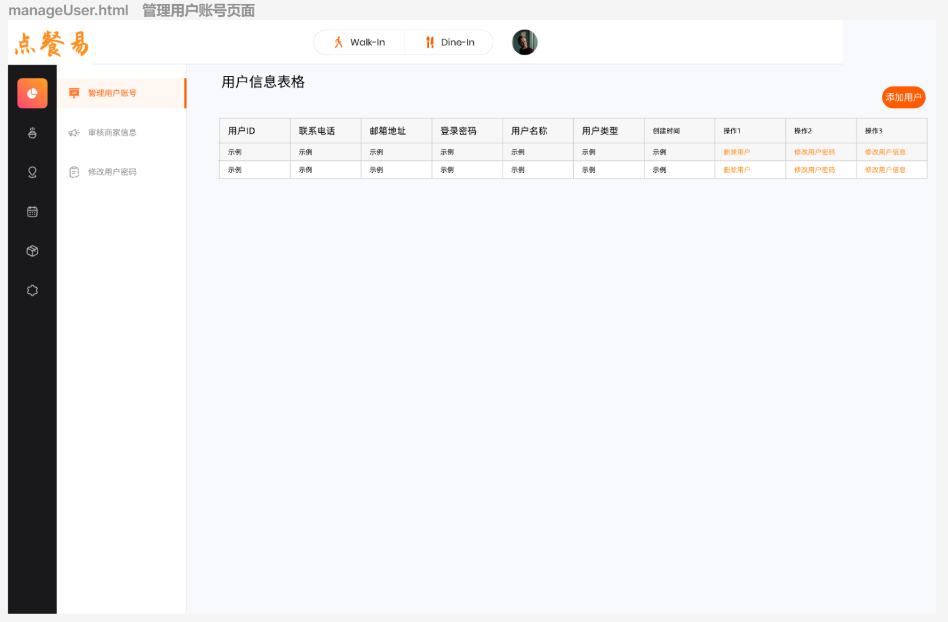 manageUser.html 管理用户账号页面
点餐易
Walk-In Dine-In
管理用户账号
审核商家信息
修改用户密码
用户信息表格
添加用户
用户ID 联系电话 邮箱地址 登录密码 用户名称 用户类型 创建时间 操作1 操作2 操作3
示例 示例 示例 示例 示例 示例 示例 删除用户 修改用户密码 修改用户信息
示例 示例 示例 示例 示例 示例 示例 删除用户 修改用户密码 修改用户信息